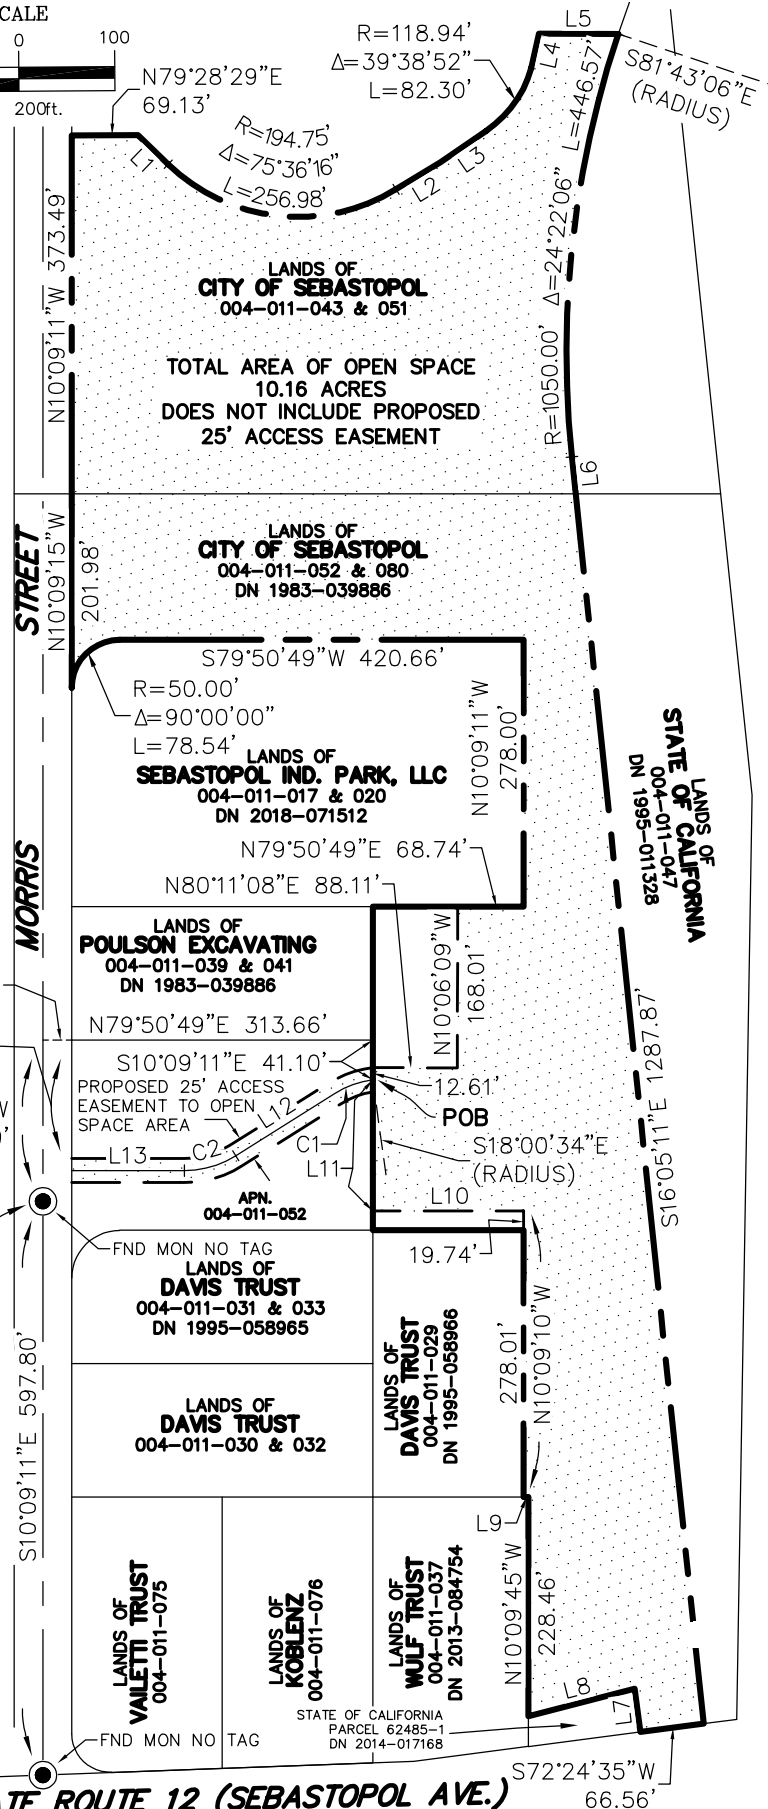 CALE
0 100
200ft.
N79°28'29"E
69.13'
R=118.94'
Δ=39°38'52"
L=82.30'
L5
L4
S81°43'06"E
(RADIUS)
R=194.75'
Δ=75°36'16"
L=256.98'
L1
L2
L3
L=446.57'
Δ=24°22'06"
R=1050.00'
L6
N10°09'11"W 373.49'
LANDS OF
CITY OF SEBASTOPOL
004-011-043 & 051
TOTAL AREA OF OPEN SPACE
10.16 ACRES
DOES NOT INCLUDE PROPOSED
25' ACCESS EASEMENT
LANDS OF
CITY OF SEBASTOPOL
004-011-052 & 080
DN 1983-039886
STREET
N10°09'15"W
201.98'
S79°50'49"W 420.66'
R=50.00'
Δ=90°00'00"
L=78.54'
N10°09'11"W
278.00'
LANDS OF
SEBASTOPOL IND. PARK, LLC
004-011-017 & 020
DN 2018-071512
LANDS OF
STATE OF CALIFORNIA
004-011-047
DN 1995-011328
N79°50'49"E 68.74'
N80°11'08"E 88.11'
MORRIS
LANDS OF
POULSON EXCAVATING
004-011-039 & 041
DN 1983-039886
N10°06'09"W
168.01'
N79°50'49"E 313.66'
S10°09'11"E 41.10'
PROPOSED 25' ACCESS
EASEMENT TO OPEN
SPACE AREA
L12
12.61'
POB
S18°00'34"E
(RADIUS)
L13
C2
C1
L11
L10
S16°05'11"E 1287.87'
APN.
004-011-052
19.74'
FND MON NO TAG
LANDS OF
DAVIS TRUST
004-011-031 & 033
DN 1995-058965
LANDS OF
DAVIS TRUST
004-011-029
DN 1995-058966
278.01'
N10°09'10"W
S10°09'11"E 597.80'
LANDS OF
DAVIS TRUST
004-011-030 & 032
L9
LANDS OF
VAILETTI TRUST
004-011-075
LANDS OF
KOBLENZ
004-011-076
LANDS OF
WULF TRUST
004-011-037
DN 2013-084754
N10°09'45"W
228.46'
L8
L7
STATE OF CALIFORNIA
PARCEL 62485-1
DN 2014-017168
FND MON NO TAG
S72°24'35"W
66.56'
ATE ROUTE 12 (SEBASTOPOL AVE.)